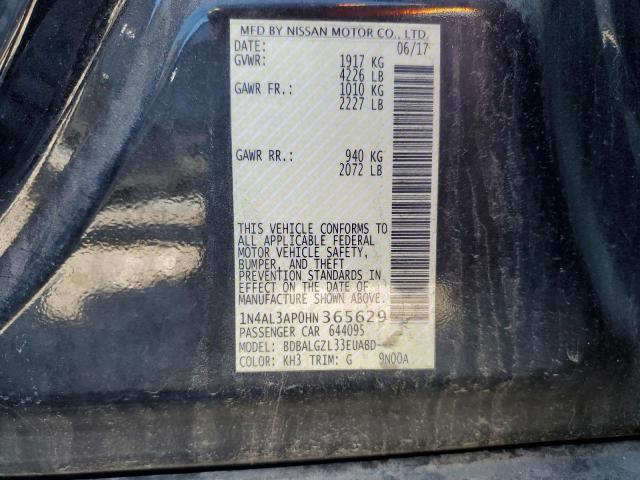 MFD BY NISSAN MOTOR CO., LTD.
DATE: 06/17
GVWR: 1917 KG
4226 LB
GAWR FR.: 1010 KG
2227 LB
GAWR RR.: 940 KG
2072 LB
THIS VEHICLE CONFORMS TO
ALL APPLICABLE FEDERAL
MOTOR VEHICLE SAFETY,
BUMPER, AND THEFT
PREVENTION STANDARDS IN
EFFECT ON THE DATE OF
MANUFACTURE SHOWN ABOVE.
1N4AL3AP0HN365629
PASSENGER CAR 644095
MODEL: BDBALGZL33EUABD-
COLOR: KH3 TRIM: G 9N00A